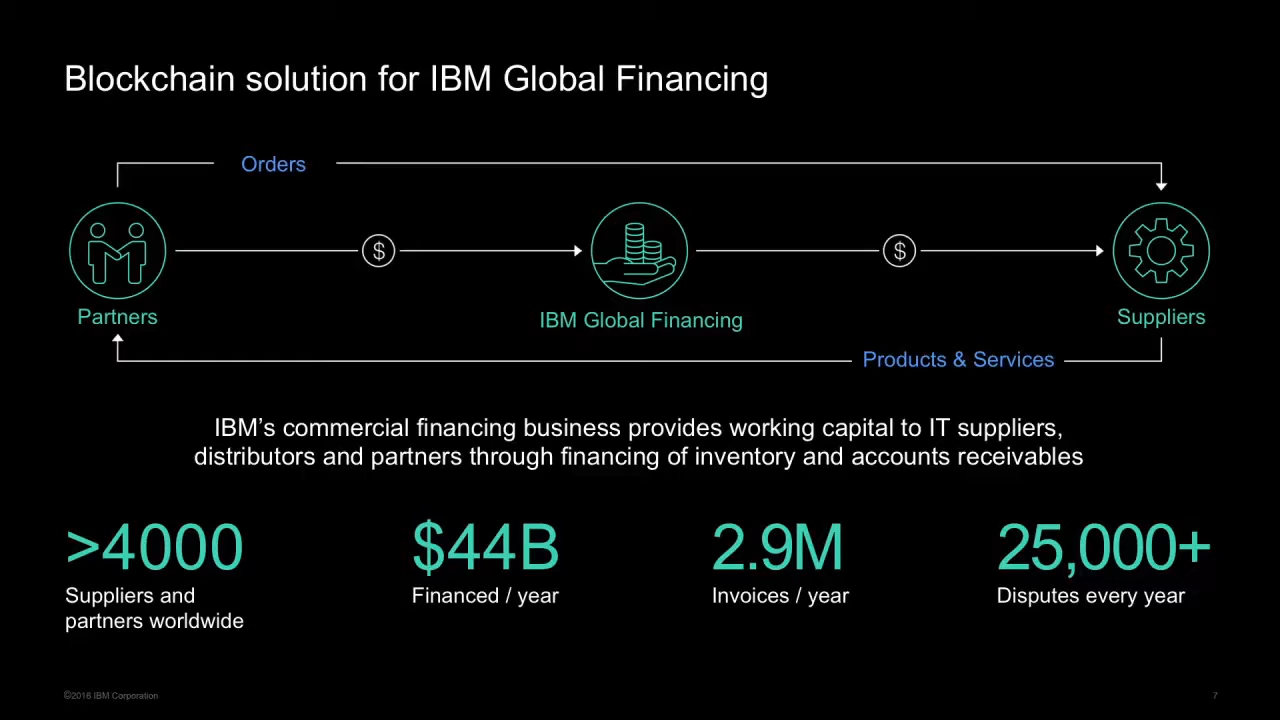 Blockchain solution for IBM Global Financing
Orders
$
$
Partners
IBM Global Financing
Suppliers
Products & Services
IBM’s commercial financing business provides working capital to IT suppliers,
distributors and partners through financing of inventory and accounts receivables
>4000
Suppliers and
partners worldwide
$44B
Financed / year
2.9M
Invoices / year
25,000+
Disputes every year
©2016 IBM Corporation
7